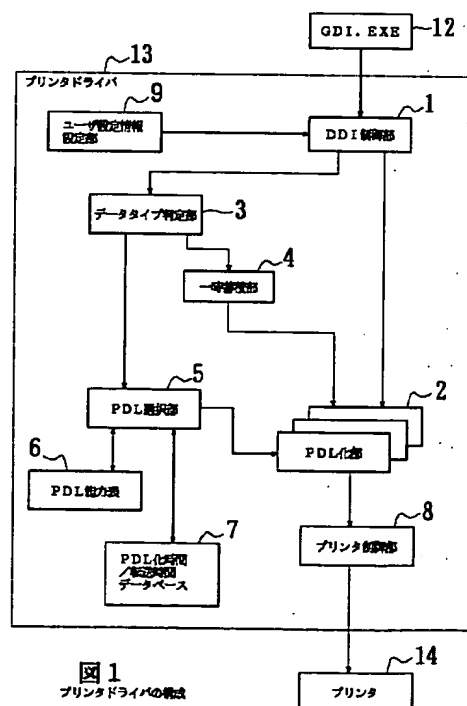 GDI.EXE
12
13
プリンタドライバ
9
ユーザ設定情報
設定部
1
DDI制御部
データタイプ判定部
3
4
一時蓄積部
5
PDL選択部
2
PDL化部
6
PDL能力表
7
PDL化時間
/転送時間
データベース
8
プリンタ制御部
図1
プリンタドライバの構成
14
プリンタ